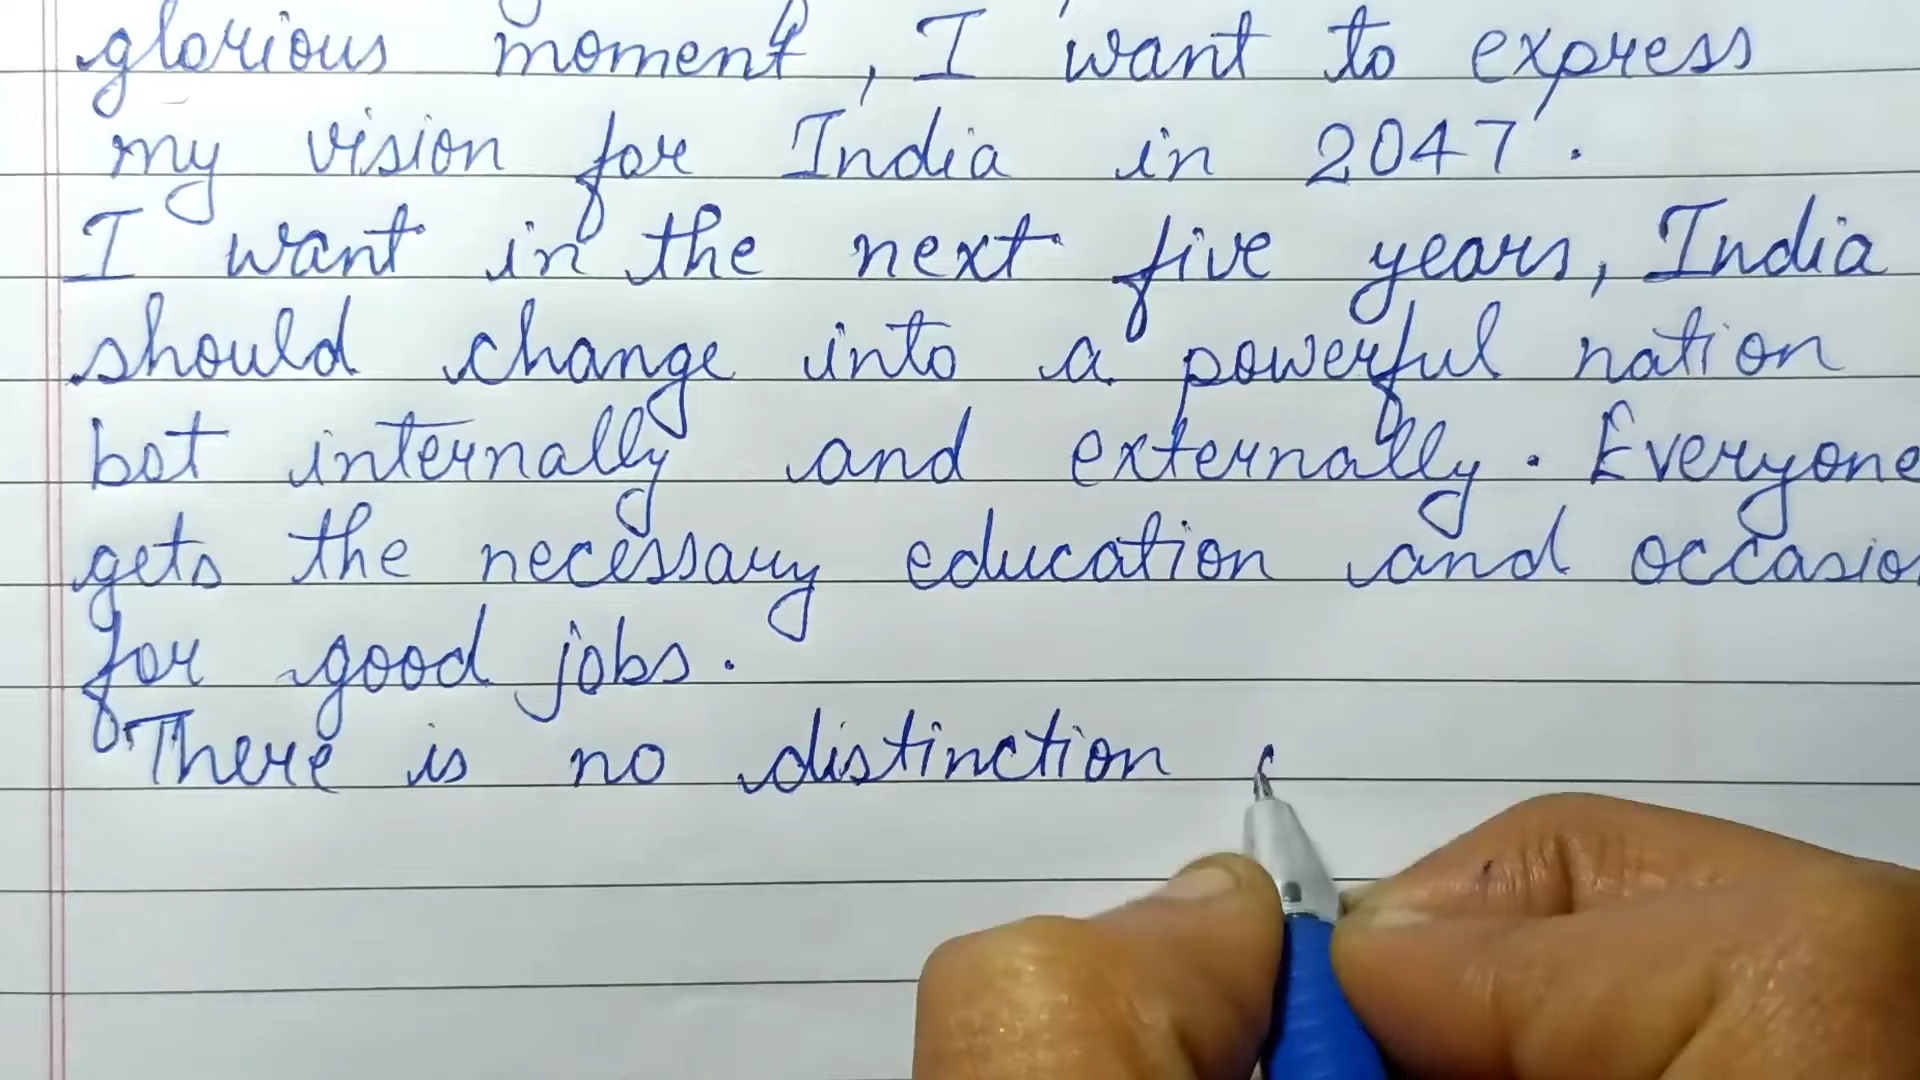 glorious moment, I want to express
my vision for India in 2047'.
I want in the next five years, India
should change into a powerful nation
bot internally and externally. Everyone
gets the necessary education and occasion
for good jobs.
There is no distinction